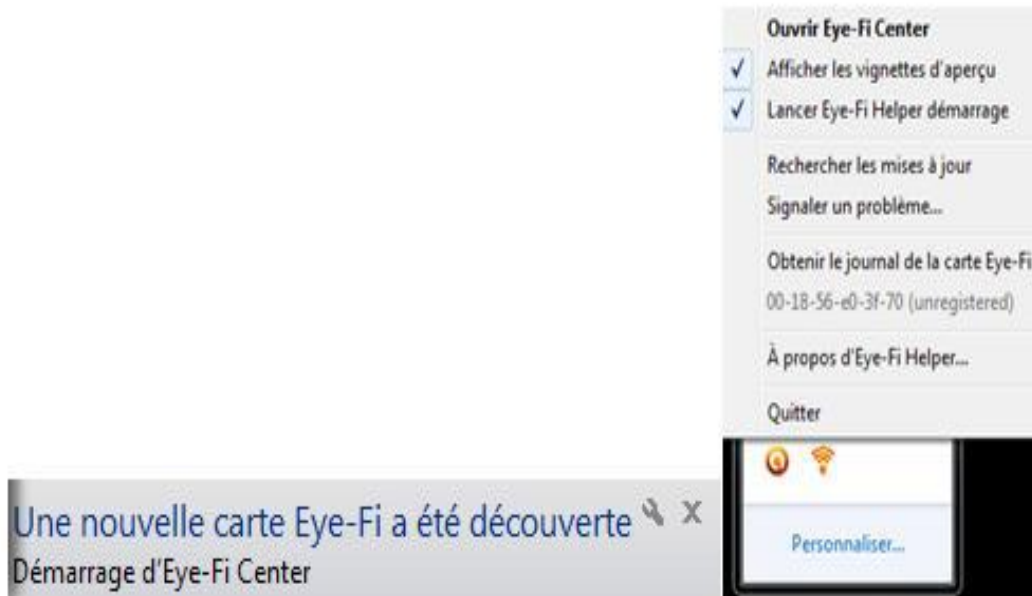 Ouvrir Eye-Fi Center
Afficher les vignettes d'aperçu
Lancer Eye-Fi Helper démarrage
Rechercher les mises à jour
Signaler un problème...
Obtenir le journal de la carte Eye-Fi
00-18-56-e0-3f-70 (unregistered)
À propos d'Eye-Fi Helper...
Quitter
Personnaliser...
Une nouvelle carte Eye-Fi a été découverte
Démarrage d'Eye-Fi Center